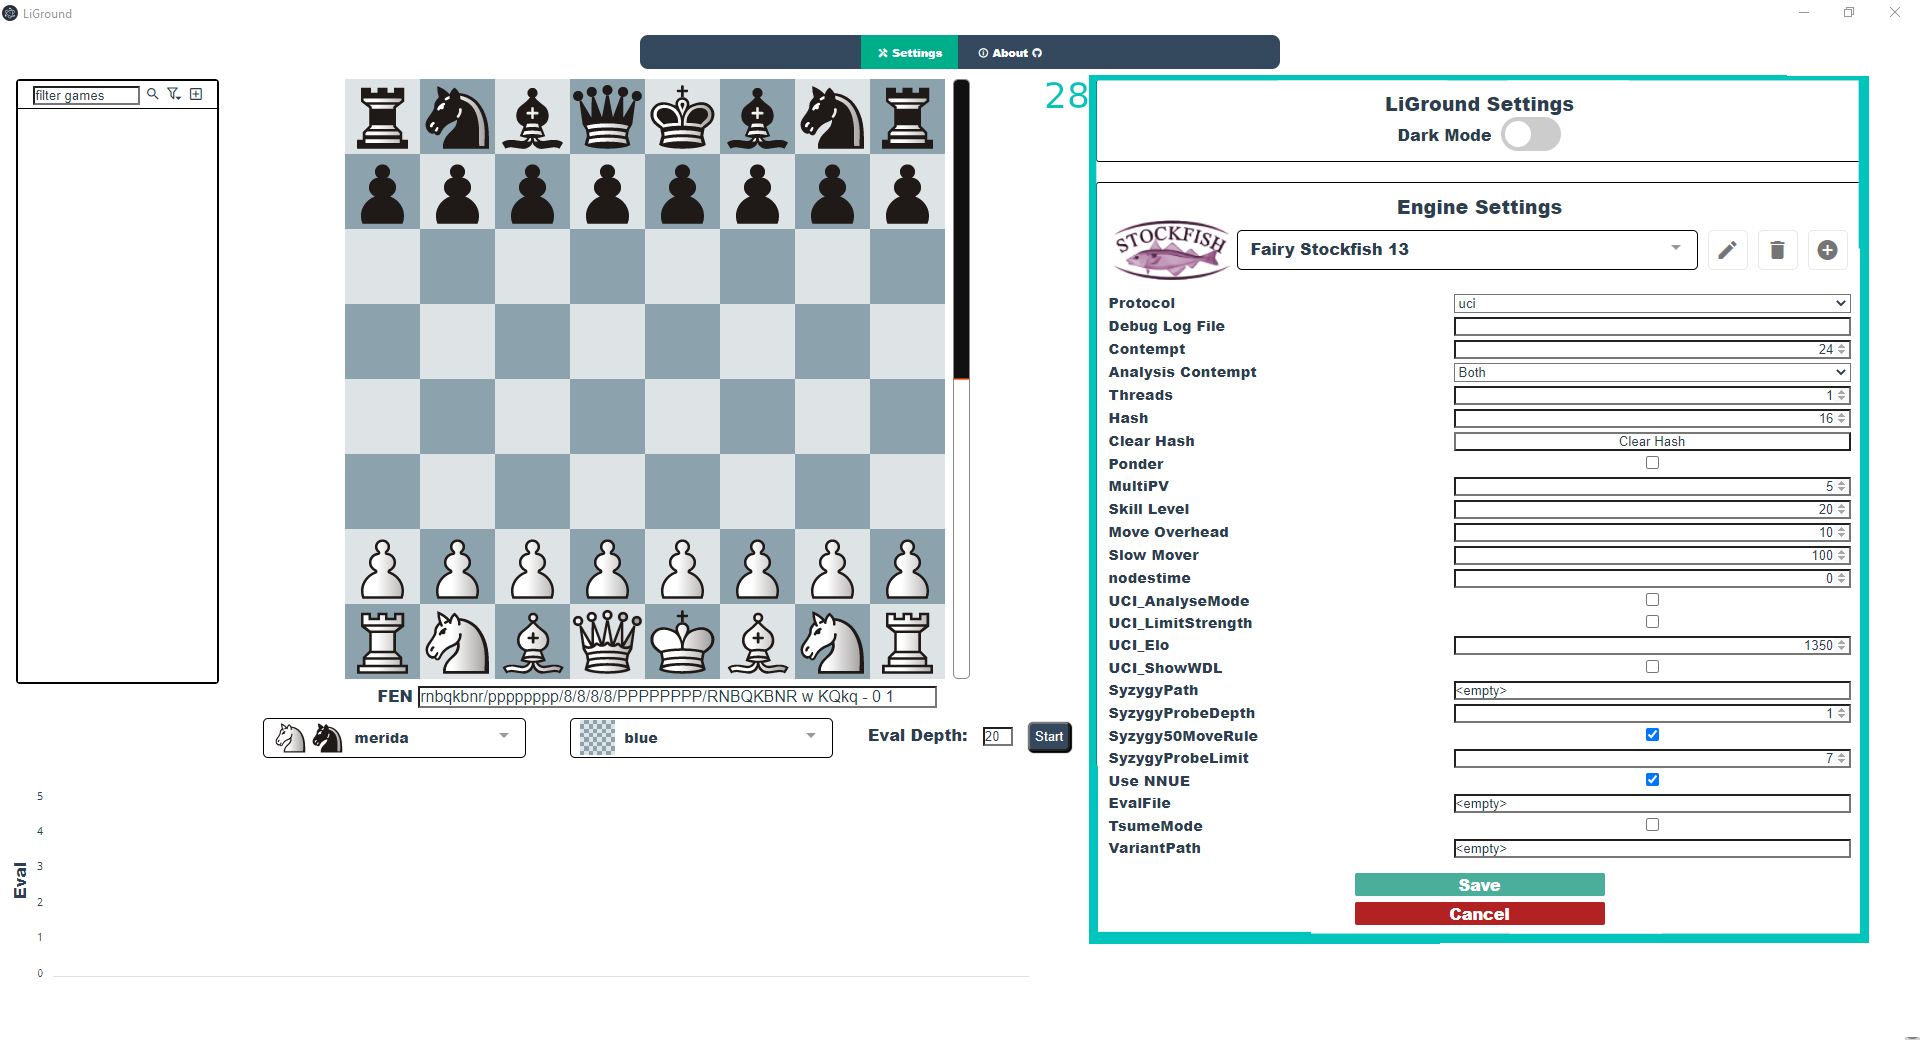 LiGround
Settings
About
filter games
28
LiGround Settings
Dark Mode
Engine Settings
STOCKFISH
Fairy Stockfish 13
Protocol uci
Debug Log File
Contempt 24
Analysis Contempt Both
Threads 1
Hash 16
Clear Hash Clear Hash
Ponder
MultiPV 5
Skill Level 20
Move Overhead 10
Slow Mover 100
nodestime 0
UCI_AnalyseMode
UCI_LimitStrength
UCI_Elo 1350
UCI_ShowWDL
SyzygyPath <empty>
SyzygyProbeDepth 1
Syzygy50MoveRule
SyzygyProbeLimit 7
Use NNUE
EvalFile <empty>
TsumeMode
VariantPath <empty>
Save
Cancel
FEN rnbqkbnr/pppppppp/8/8/8/8/PPPPPPPP/RNBQKBNR w KQkq - 0 1
merida
blue
Eval Depth: 20 Start
5
4
3
2
1
0
Eval